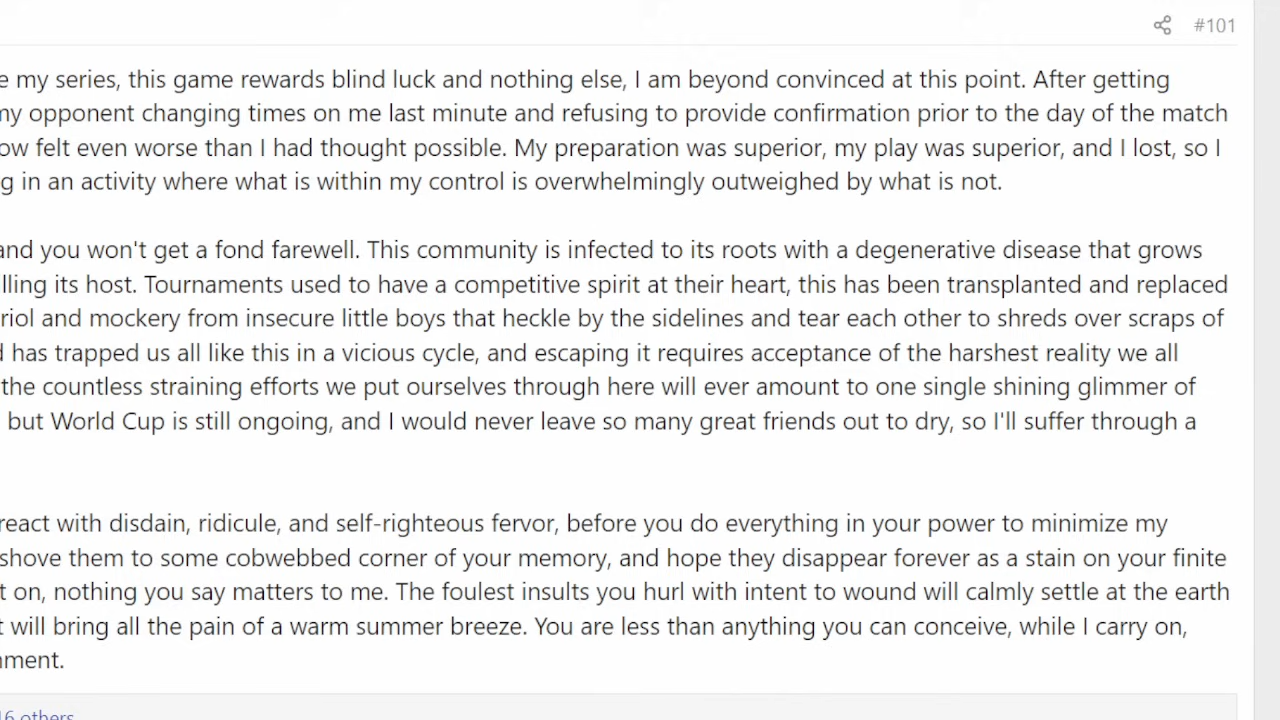 #101
e my series, this game rewards blind luck and nothing else, I am beyond convinced at this point. After getting
my opponent changing times on me last minute and refusing to provide confirmation prior to the day of the match
ow felt even worse than I had thought possible. My preparation was superior, my play was superior, and I lost, so I
g in an activity where what is within my control is overwhelmingly outweighed by what is not.
and you won't get a fond farewell. This community is infected to its roots with a degenerative disease that grows
lling its host. Tournaments used to have a competitive spirit at their heart, this has been transplanted and replaced
riol and mockery from insecure little boys that heckle by the sidelines and tear each other to shreds over scraps of
d has trapped us all like this in a vicious cycle, and escaping it requires acceptance of the harshest reality we all
the countless straining efforts we put ourselves through here will ever amount to one single shining glimmer of
but World Cup is still ongoing, and I would never leave so many great friends out to dry, so I'll suffer through a
react with disdain, ridicule, and self-righteous fervor, before you do everything in your power to minimize my
shove them to some cobwebbed corner of your memory, and hope they disappear forever as a stain on your finite
t on, nothing you say matters to me. The foulest insults you hurl with intent to wound will calmly settle at the earth
t will bring all the pain of a warm summer breeze. You are less than anything you can conceive, while I carry on,
nment.
16 others